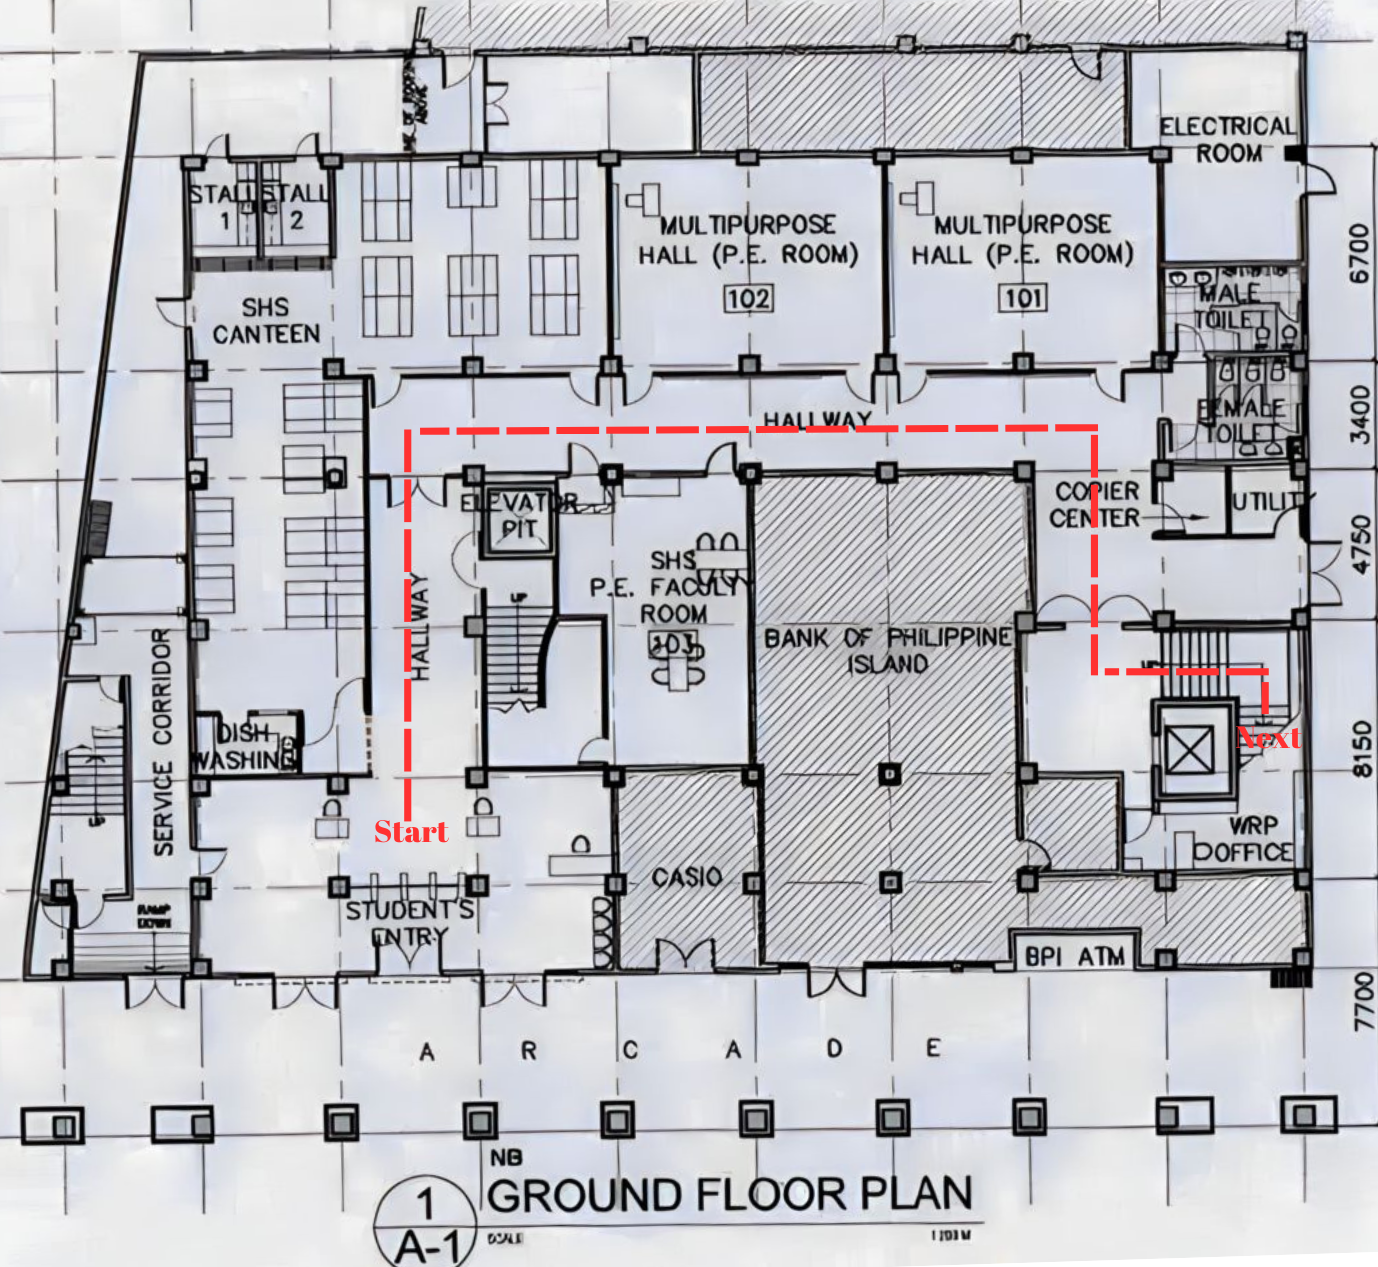 ELECTRICAL
ROOM
STALL
1
STALL
2
MULTIPURPOSE
HALL (P.E. ROOM)
102
MULTIPURPOSE
HALL (P.E. ROOM)
101
6700
SHS
CANTEEN
MALE
TOILET
3400
FEMALE
TOILET
HALLWAY
COPIER
CENTER
UTILIT
ELEVATOR
PIT
4750
SHS
P.E. FACULTY
ROOM
103
UP
HALLWAY
BANK OF PHILIPPINE
ISLAND
SERVICE CORRIDOR
UP
Next
8150
DISH
WASHING
UP
Start
WRP
OFFICE
CASIO
STUDENT'S
ENTRY
RAMP
DOWN
BPI ATM
7700
A R C A D E
NB
1
GROUND FLOOR PLAN
A-1
SCALE